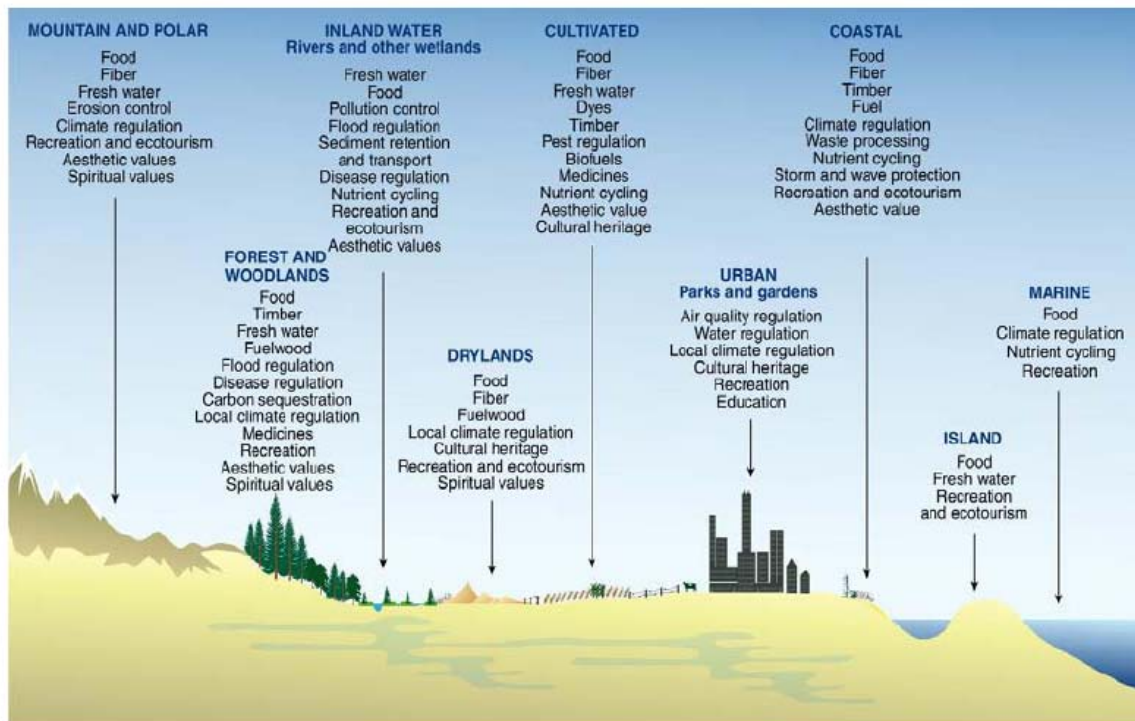 MOUNTAIN AND POLAR
Food
Fiber
Fresh water
Erosion control
Climate regulation
Recreation and ecotourism
Aesthetic values
Spiritual values
INLAND WATER
Rivers and other wetlands
Fresh water
Food
Pollution control
Flood regulation
Sediment retention
and transport
Disease regulation
Nutrient cycling
Recreation and
ecotourism
Aesthetic values
CULTIVATED
Food
Fiber
Fresh water
Dyes
Timber
Pest regulation
Biofuels
Medicines
Nutrient cycling
Aesthetic value
Cultural heritage
COASTAL
Food
Fiber
Timber
Fuel
Climate regulation
Waste processing
Nutrient cycling
Storm and wave protection
Recreation and ecotourism
Aesthetic value
FOREST AND
WOODLANDS
Food
Timber
Fresh water
Fuelwood
Flood regulation
Disease regulation
Carbon sequestration
Local climate regulation
Medicines
Recreation
Aesthetic values
Spiritual values
DRYLANDS
Food
Fiber
Fuelwood
Local climate regulation
Cultural heritage
Recreation and ecotourism
Spiritual values
URBAN
Parks and gardens
Air quality regulation
Water regulation
Local climate regulation
Cultural heritage
Recreation
Education
MARINE
Food
Climate regulation
Nutrient cycling
Recreation
ISLAND
Food
Fresh water
Recreation
and ecotourism